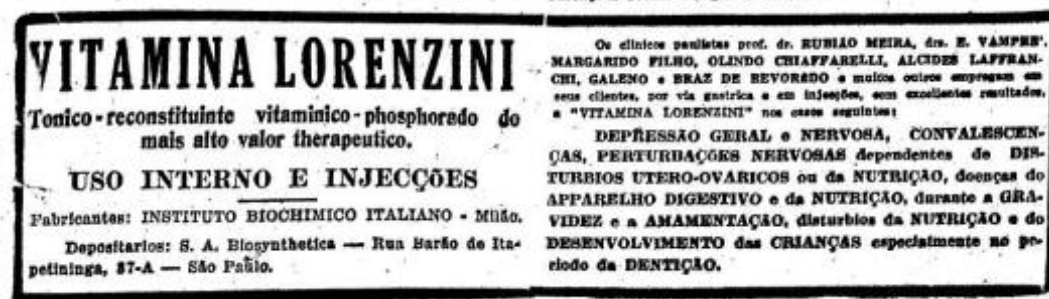 VITAMINA LORENZINI
Tonico-reconstituinte vitaminico-phosphorado do
mais alto valor therapeutico.
USO INTERNO E INJECÇÕES
Fabricantes: INSTITUTO BIOCHIMICO ITALIANO - Milão.
Depositarios: S. A. Biosynthetica — Rua Barão de Ita-
petininga, 37-A — São Paulo.
Os clinicos paulistas prof. dr. RUBIÃO MEIRA, drs. E. VAMPRE',
MARGARIDO FILHO, OLINDO CHIAFFARELLI, ALCIDES LAFFRAN-
CHI, GALENO e BRAZ DE REVORÊDO e muitos outros empregam em
seus clientes, por via gastrica e em injecções, com excellentes resultados,
a "VITAMINA LORENZINI" nos casos seguintes:
DEPRESSÃO GERAL e NERVOSA, CONVALESCEN-
ÇAS, PERTURBAÇÕES NERVOSAS dependentes de DIS-
TURBIOS UTERO-OVARICOS ou da NUTRIÇÃO, doenças do
APPARELHO DIGESTIVO e da NUTRIÇÃO, durante a GRA-
VIDEZ e a AMAMENTAÇÃO, disturbios da NUTRIÇÃO e do
DESENVOLVIMENTO das CRIANÇAS especialmente no pe-
riodo da DENTIÇÃO.